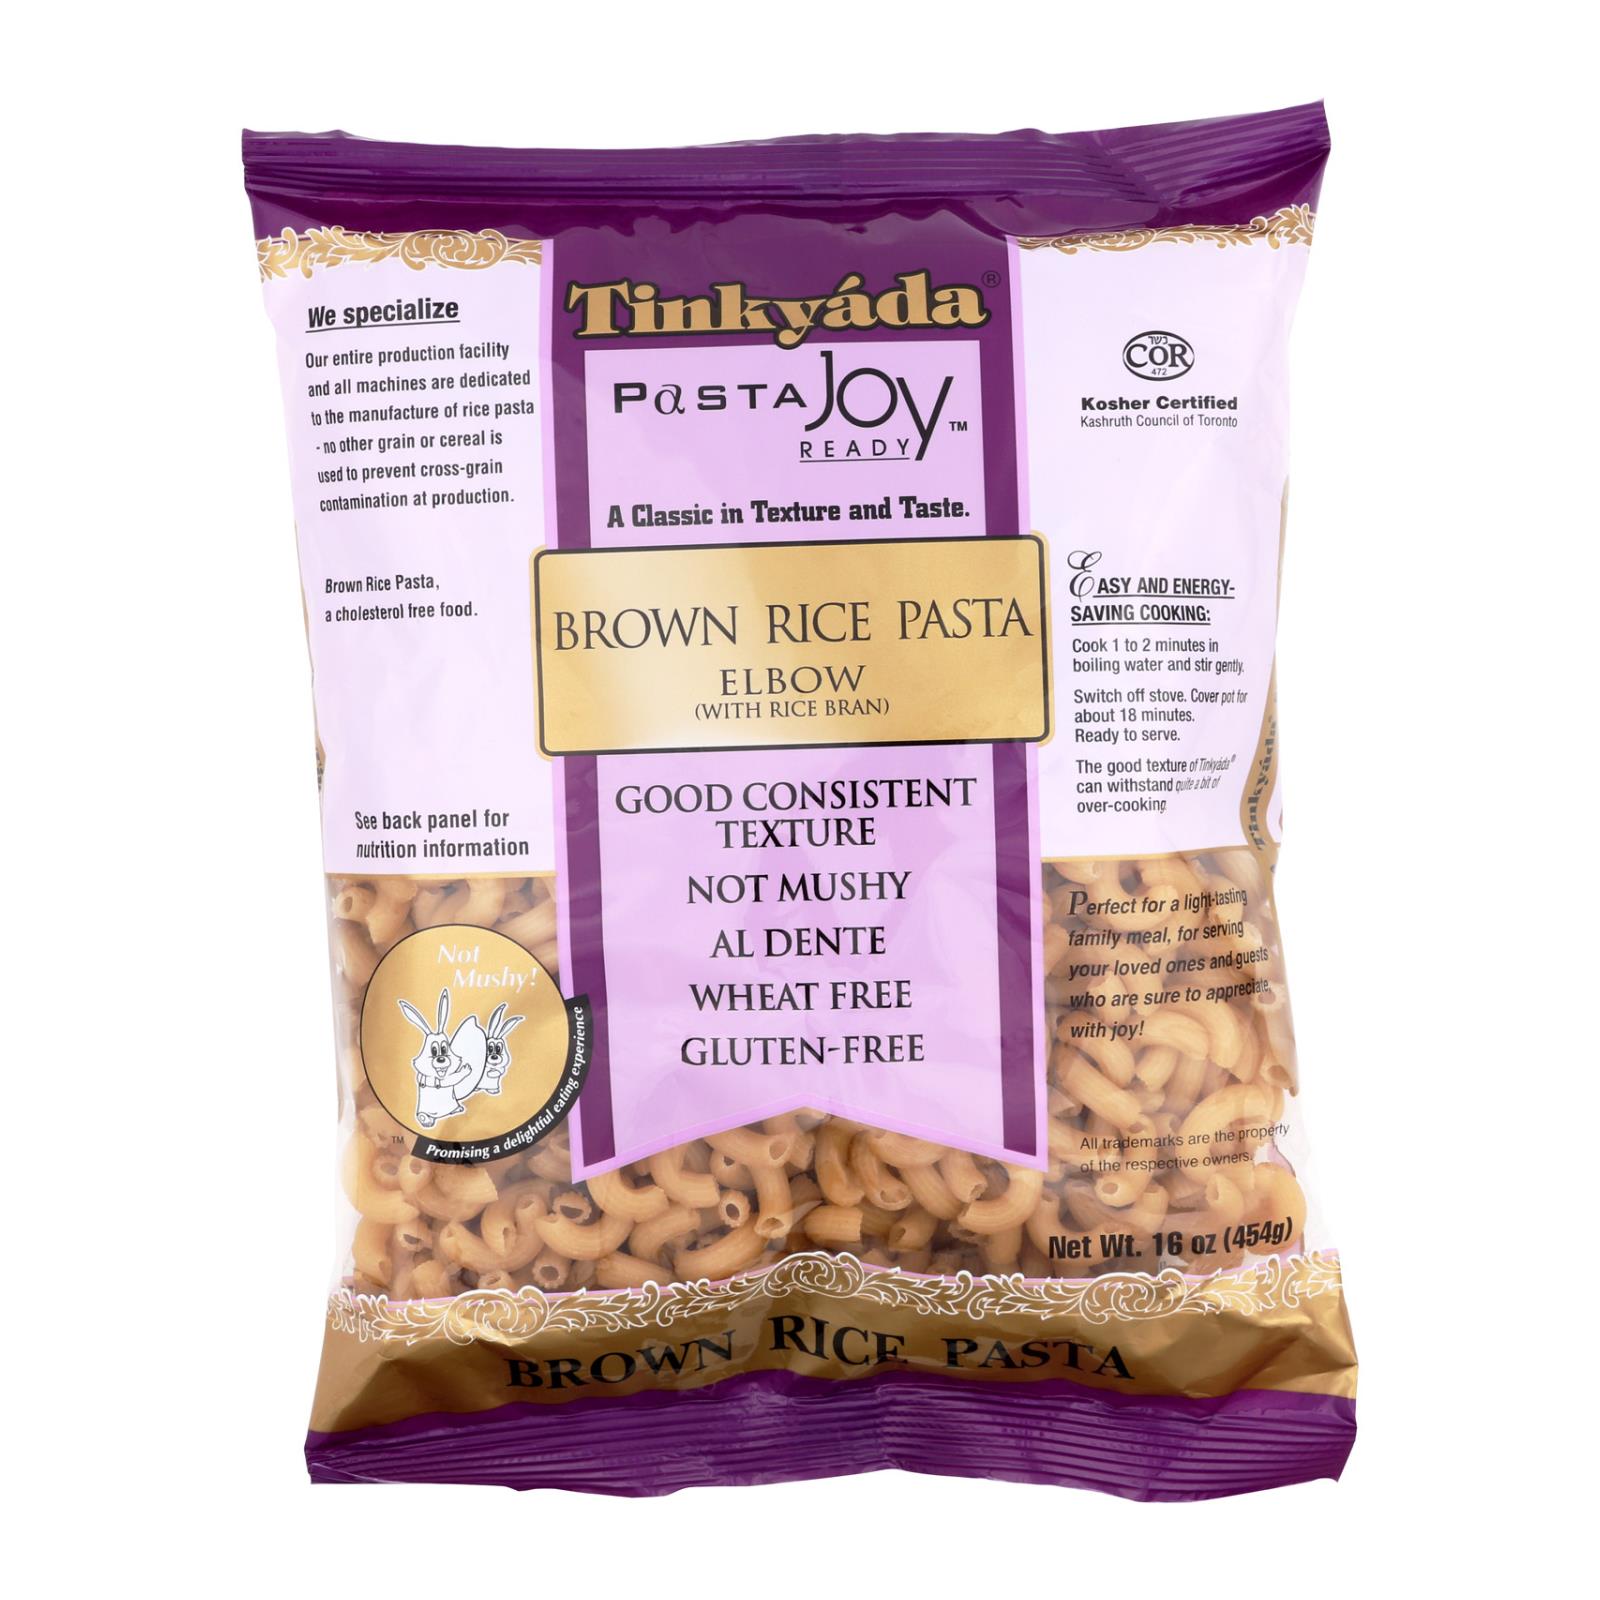 Tinkyáda®
PaSTA JOY™
READY
A Classic in Texture and Taste.
BROWN RICE PASTA
ELBOW
(WITH RICE BRAN)
GOOD CONSISTENT
TEXTURE
NOT MUSHY
AL DENTE
WHEAT FREE
GLUTEN-FREE
We specialize
Our entire production facility
and all machines are dedicated
to the manufacture of rice pasta
- no other grain or cereal is
used to prevent cross-grain
contamination at production.
Brown Rice Pasta,
a cholesterol free food.
See back panel for
nutrition information
Not
Mushy!
Promising a delightful eating experience
TM
כשר
COR
472
Kosher Certified
Kashruth Council of Toronto
EASY AND ENERGY-
SAVING COOKING:
Cook 1 to 2 minutes in
boiling water and stir gently.
Switch off stove. Cover pot for
about 18 minutes.
Ready to serve.
The good texture of Tinkyáda®
can withstand quite a bit of
over-cooking
Tinkyáda®
Perfect for a light-tasting
family meal, for serving
your loved ones and guests
who are sure to appreciate,
with joy!
All trademarks are the property
of the respective owners.
Net Wt. 16 oz (454g)
BROWN RICE PASTA